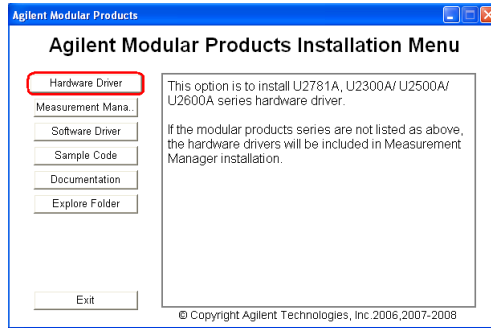 Agilent Modular Products
Agilent Modular Products Installation Menu
Hardware Driver
Measurement Mana..
Software Driver
Sample Code
Documentation
Explore Folder
Exit
This option is to install U2781A, U2300A/ U2500A/
U2600A series hardware driver.
If the modular products series are not listed as above,
the hardware drivers will be included in Measurement
Manager installation.
© Copyright Agilent Technologies, Inc.2006,2007-2008